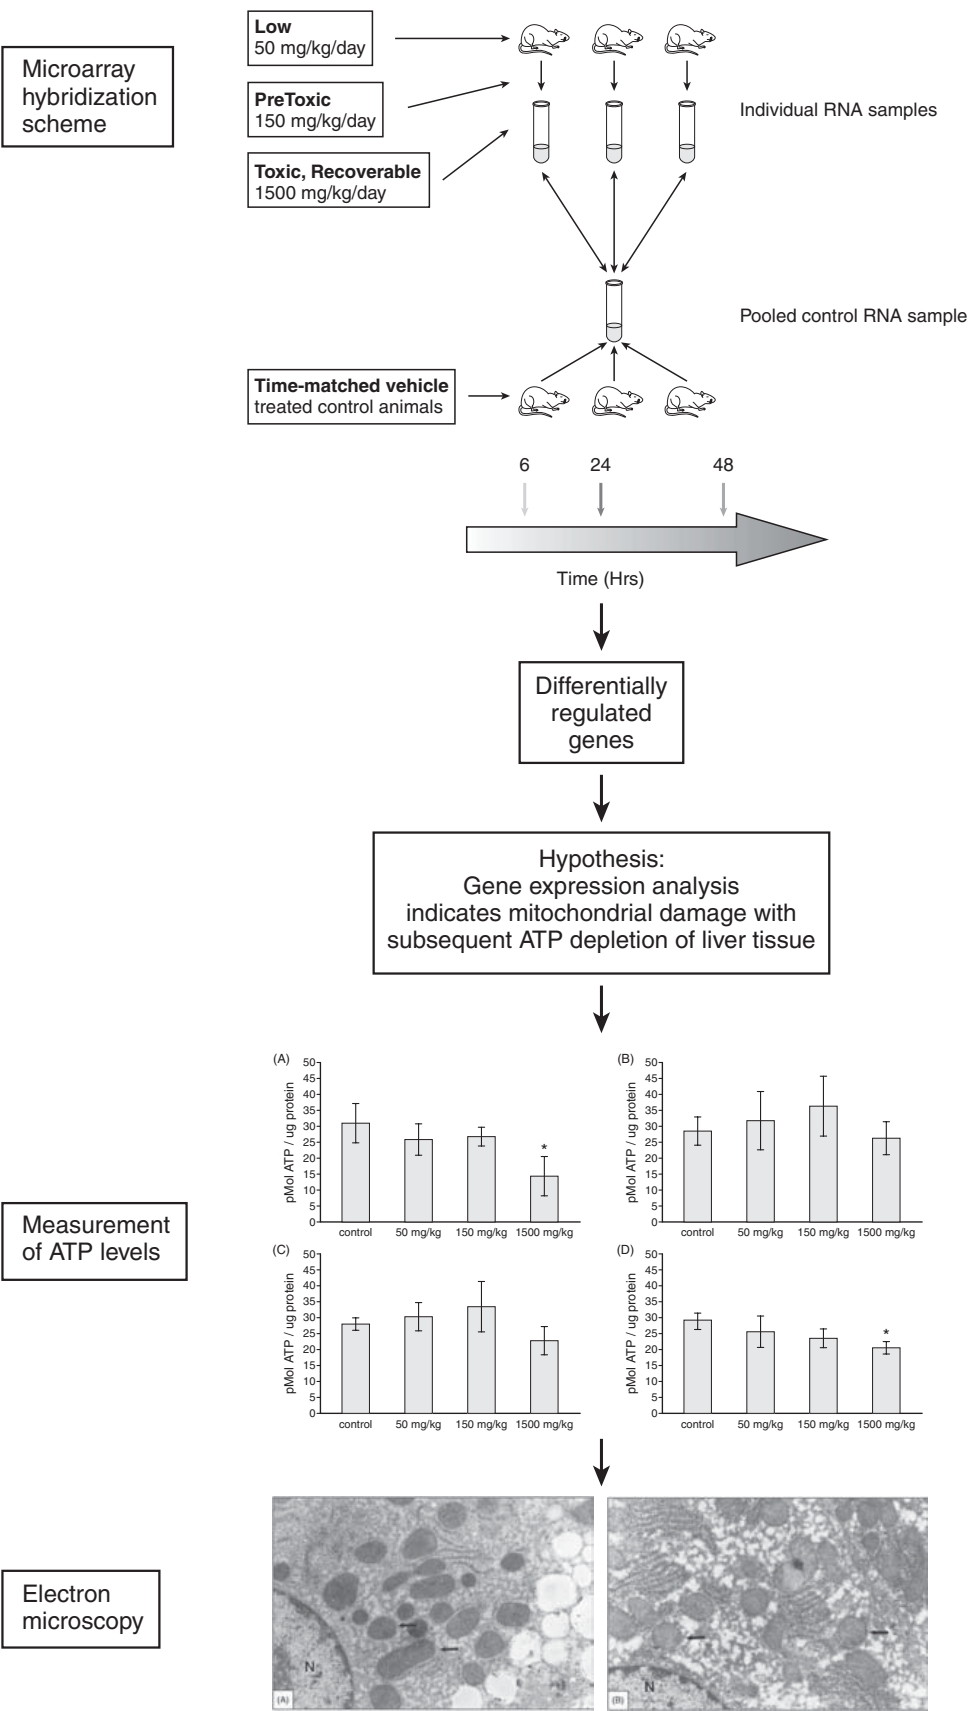 Microarray
hybridization
scheme
Low
50 mg/kg/day
PreToxic
150 mg/kg/day
Toxic, Recoverable
1500 mg/kg/day
Individual RNA samples
Pooled control RNA sample
Time-matched vehicle
treated control animals
6 24 48
Time (Hrs)
Differentially
regulated
genes
Hypothesis:
Gene expression analysis
indicates mitochondrial damage with
subsequent ATP depletion of liver tissue
Measurement
of ATP levels
(A)
pMol ATP / ug protein
50
45
40
35
30
25
20
15
10
5
0
*
control 50 mg/kg 150 mg/kg 1500 mg/kg
(B)
pMol ATP / ug protein
50
45
40
35
30
25
20
15
10
5
0
control 50 mg/kg 150 mg/kg 1500 mg/kg
(C)
pMol ATP / ug protein
50
45
40
35
30
25
20
15
10
5
0
control 50 mg/kg 150 mg/kg 1500 mg/kg
(D)
pMol ATP / ug protein
50
45
40
35
30
25
20
15
10
5
0
*
control 50 mg/kg 150 mg/kg 1500 mg/kg
Electron
microscopy
N
(A)
N
(B)